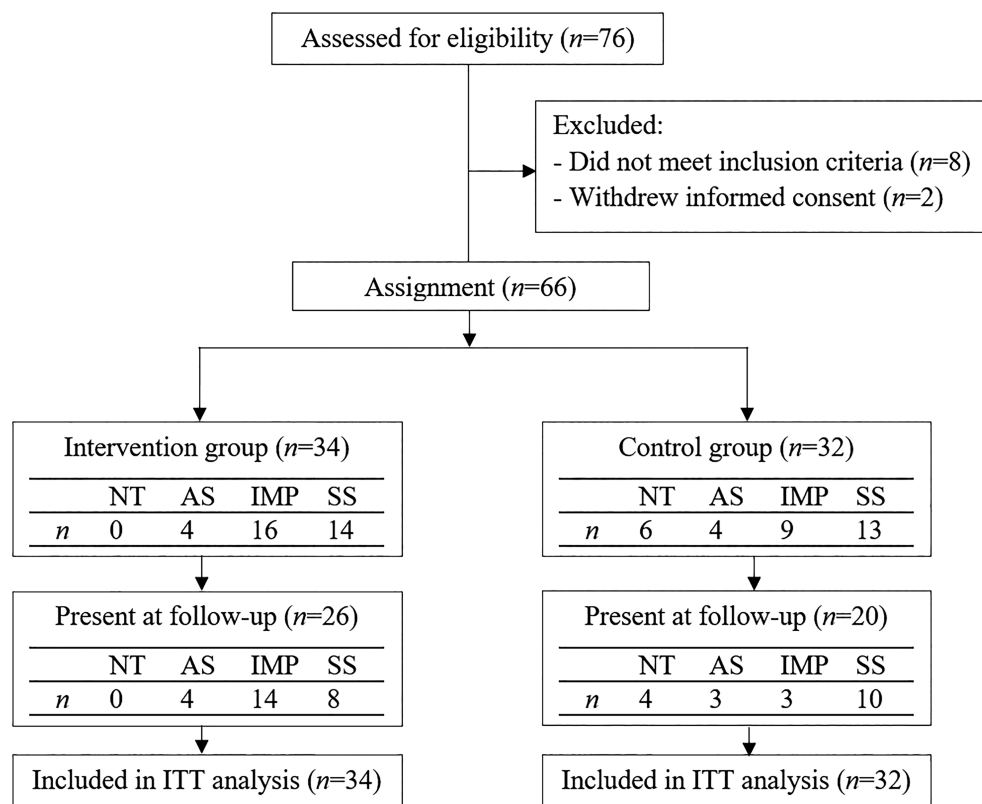 Assessed for eligibility (n=76)
Excluded:
- Did not meet inclusion criteria (n=8)
- Withdrew informed consent (n=2)
Assignment (n=66)
Intervention group (n=34)
NT AS IMP SS
n 0 4 16 14
Control group (n=32)
NT AS IMP SS
n 6 4 9 13
Present at follow-up (n=26)
NT AS IMP SS
n 0 4 14 8
Present at follow-up (n=20)
NT AS IMP SS
n 4 3 3 10
Included in ITT analysis (n=34)
Included in ITT analysis (n=32)